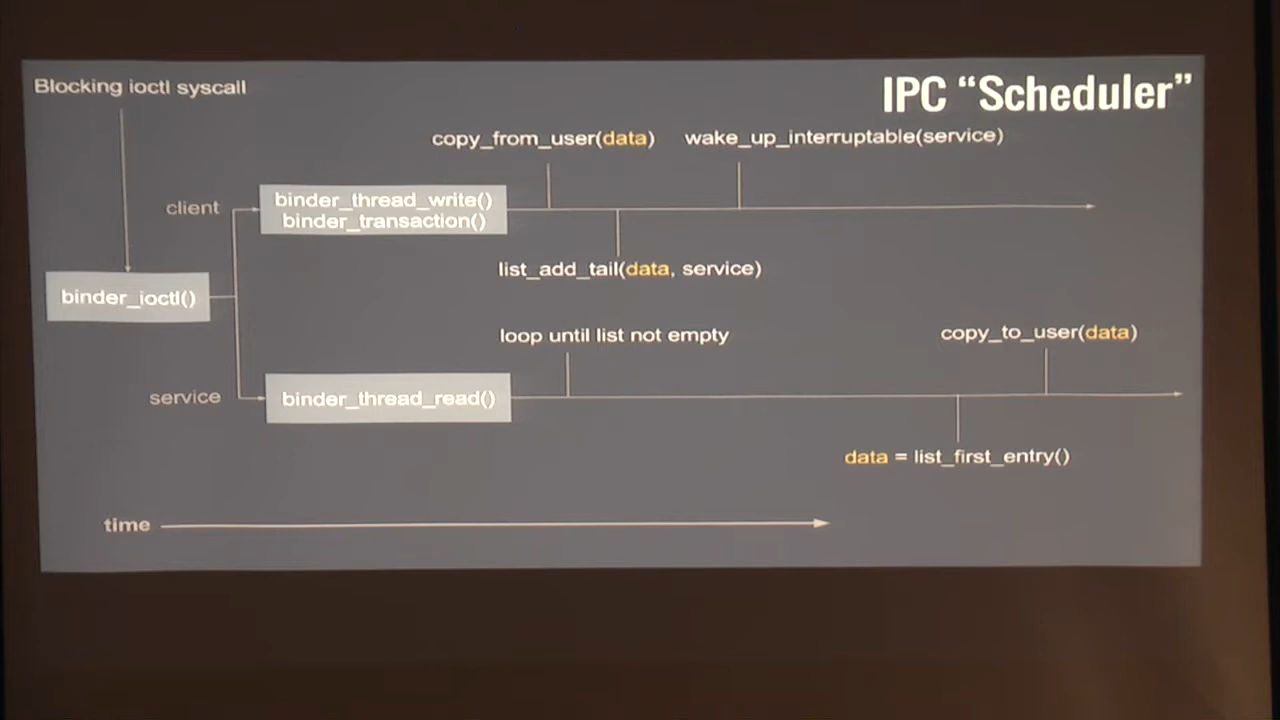 Blocking ioctl syscall
IPC “Scheduler”
copy_from_user(data)
wake_up_interruptable(service)
client
binder_thread_write()
binder_transaction()
list_add_tail(data, service)
binder_ioctl()
loop until list not empty
copy_to_user(data)
service
binder_thread_read()
data = list_first_entry()
time